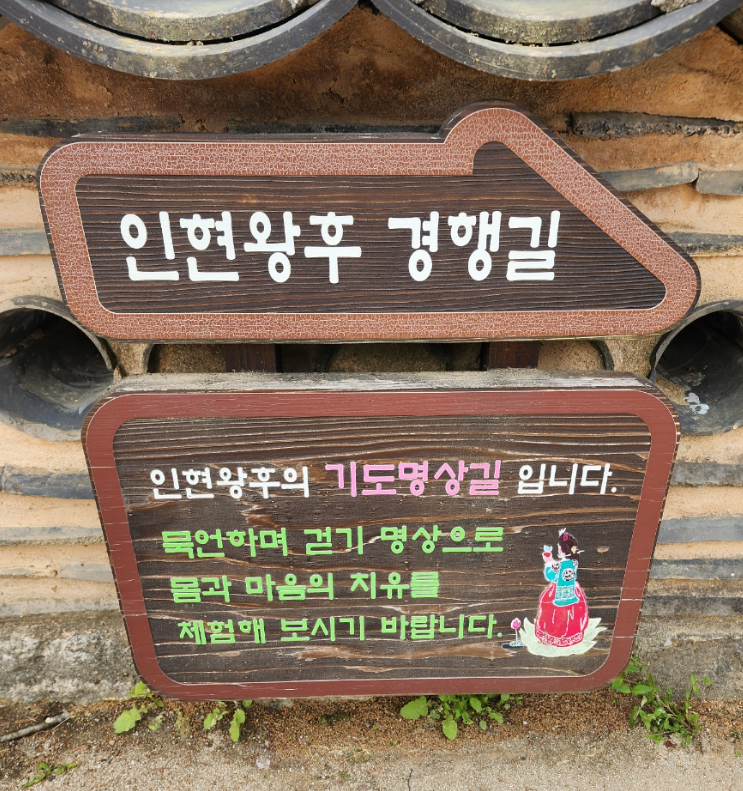 인현왕후 경행길
인현왕후의 기도명상길 입니다.
묵언하며 걷기 명상으로
몸과 마음의 치유를
체험해 보시기 바랍니다.